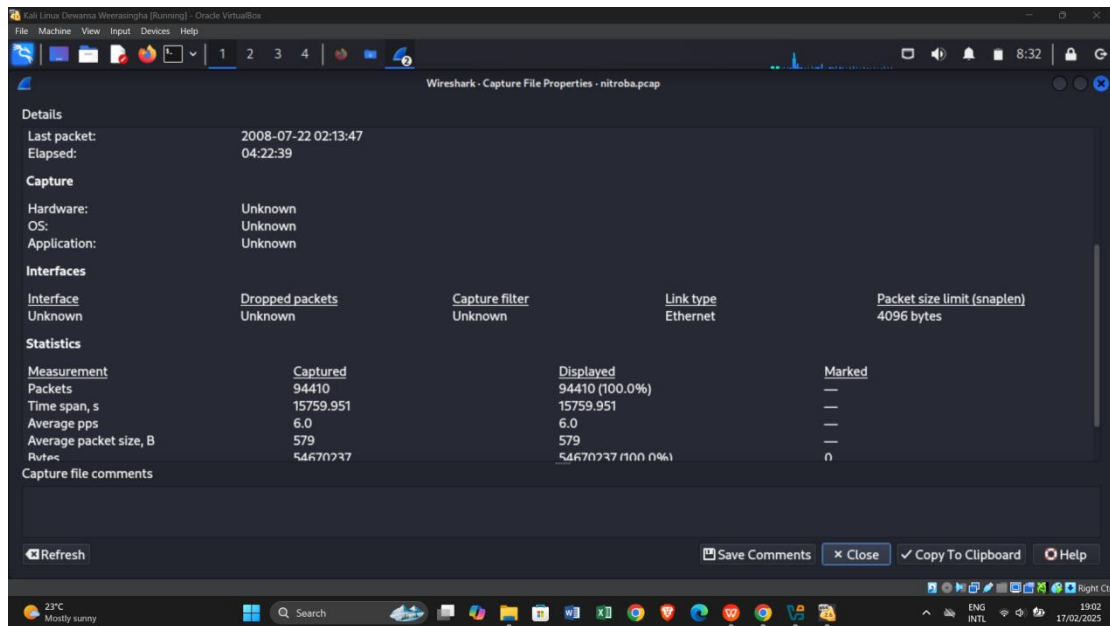 Kali Linux Dewansa Weerasingha [Running] - Oracle VirtualBox
File Machine View Input Devices Help
1 2 3 4 2 8:32
Wireshark · Capture File Properties · nitroba.pcap
Details
Last packet: 2008-07-22 02:13:47
Elapsed: 04:22:39
Capture
Hardware: Unknown
OS: Unknown
Application: Unknown
Interfaces
Interface Dropped packets Capture filter Link type Packet size limit (snaplen)
Unknown Unknown Unknown Ethernet 4096 bytes
Statistics
Measurement Captured Displayed Marked
Packets 94410 94410 (100.0%) —
Time span, s 15759.951 15759.951 —
Average pps 6.0 6.0 —
Average packet size, B 579 579 —
Bytes 54670237 54670237 (100.0%) 0
Capture file comments
Refresh Save Comments Close Copy To Clipboard Help
Right Ct
23°C
Mostly sunny
Search
ENG
INTL
19:02
17/02/2025